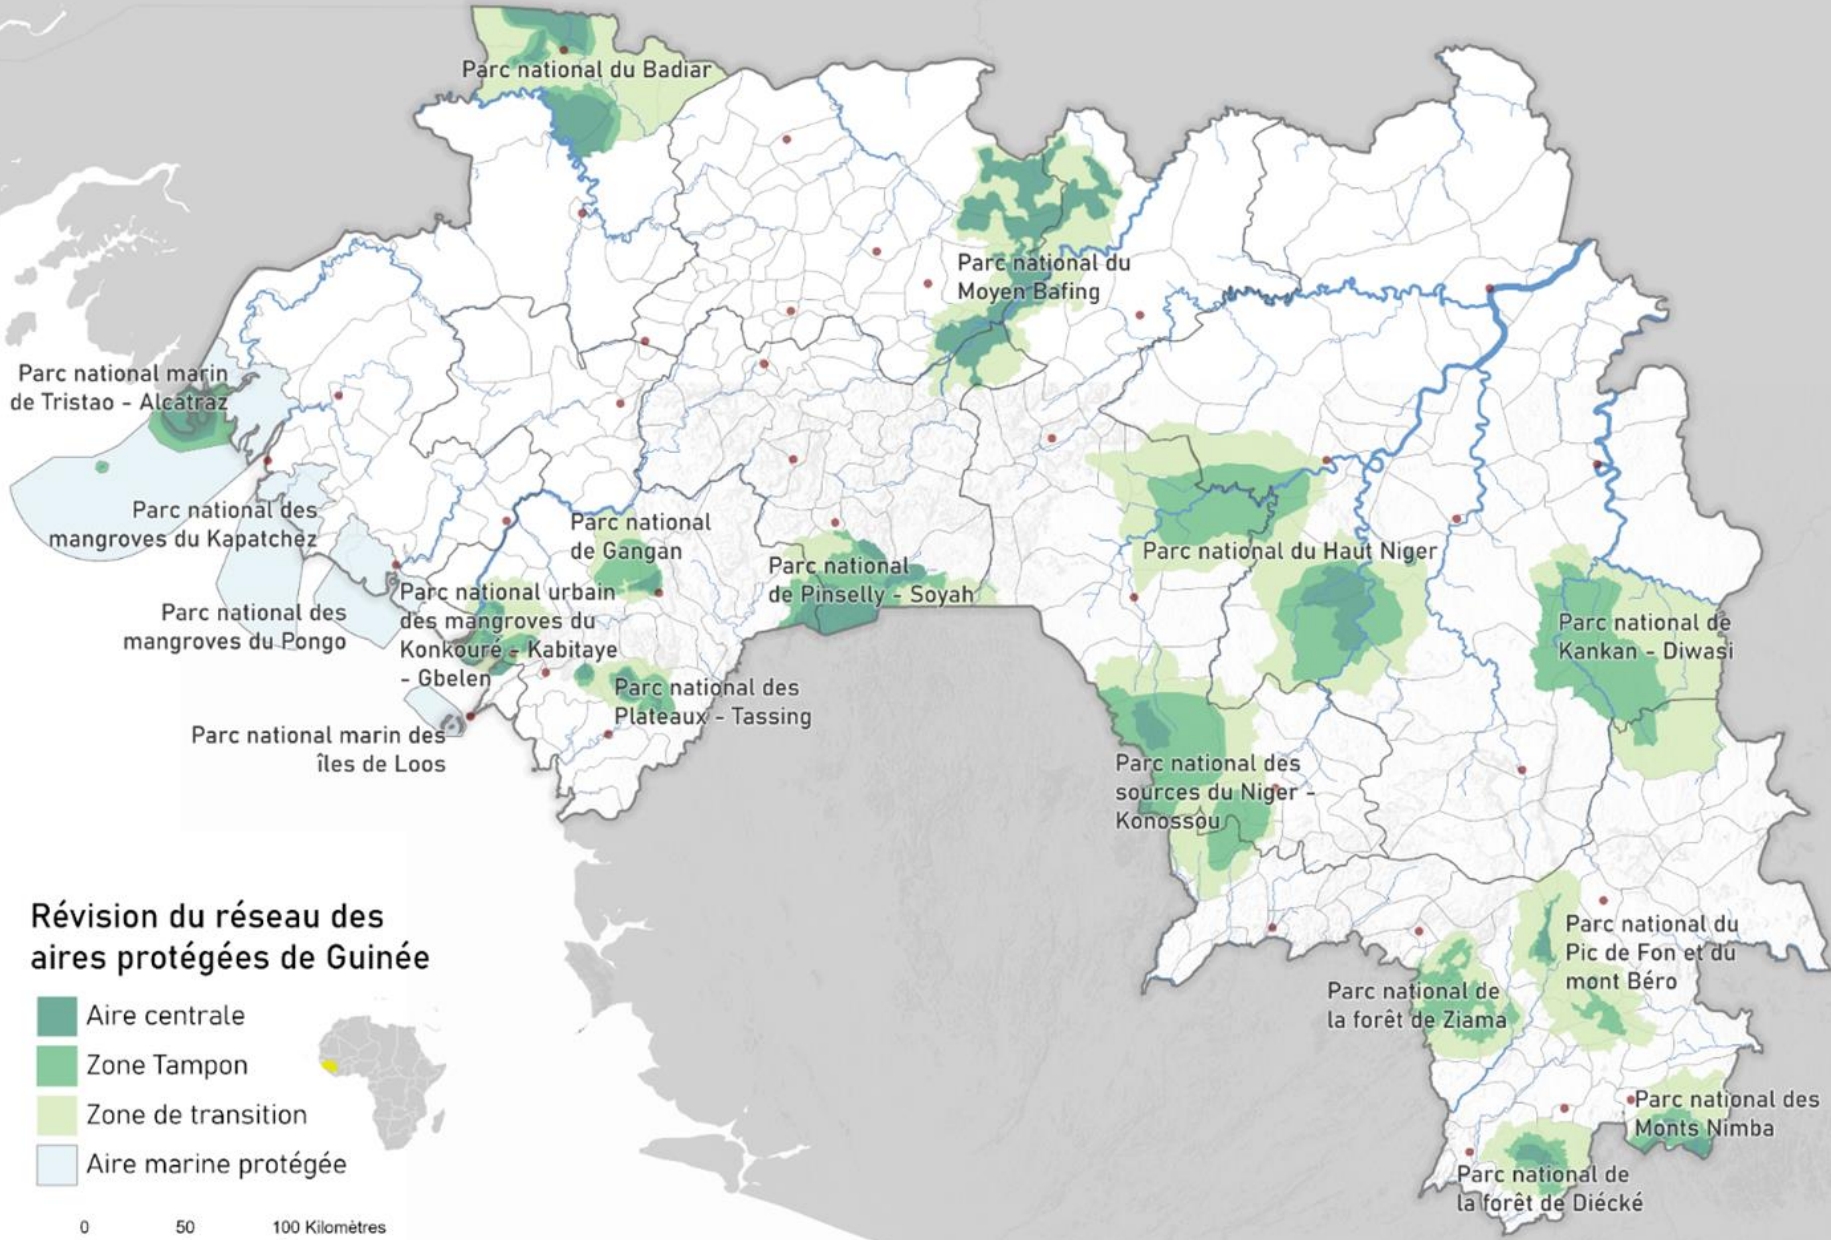 Parc national du Badiar
Parc national du
Moyen Bafing
Parc national marin
de Tristao - Alcatraz
Parc national des
mangroves du Kapatchez
Parc national
de Gangan
Parc national
de Pinselly - Soyah
Parc national du Haut Niger
Parc national urbain
des mangroves du
Konkouré - Kabitaye
- Gbelen
Parc national des
mangroves du Pongo
Parc national de
Kankan - Diwasi
Parc national des
Plateaux - Tassing
Parc national marin des
îles de Loos
Parc national des
sources du Niger -
Konossou
Révision du réseau des
aires protégées de Guinée
Aire centrale
Zone Tampon
Zone de transition
Aire marine protégée
0 50 100 Kilomètres
Parc national du
Pic de Fon et du
mont Béro
Parc national de
la forêt de Ziama
Parc national des
Monts Nimba
Parc national de
la forêt de Diécké